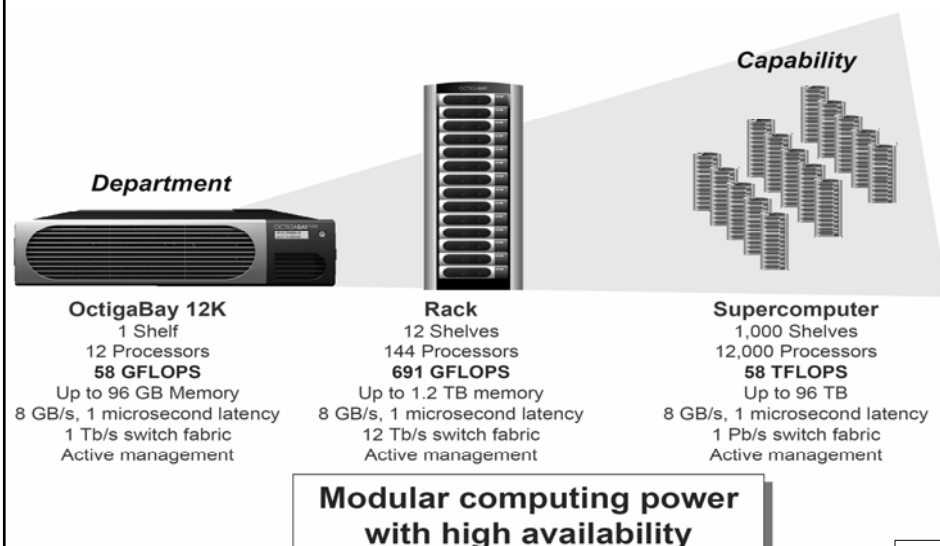 Capability
Department
OCTIGABAY
OCTIGABAY
OctigaBay 12K
1 Shelf
12 Processors
58 GFLOPS
Up to 96 GB Memory
8 GB/s, 1 microsecond latency
1 Tb/s switch fabric
Active management
Rack
12 Shelves
144 Processors
691 GFLOPS
Up to 1.2 TB memory
8 GB/s, 1 microsecond latency
12 Tb/s switch fabric
Active management
Supercomputer
1,000 Shelves
12,000 Processors
58 TFLOPS
Up to 96 TB
8 GB/s, 1 microsecond latency
1 Pb/s switch fabric
Active management
Modular computing power
with high availability